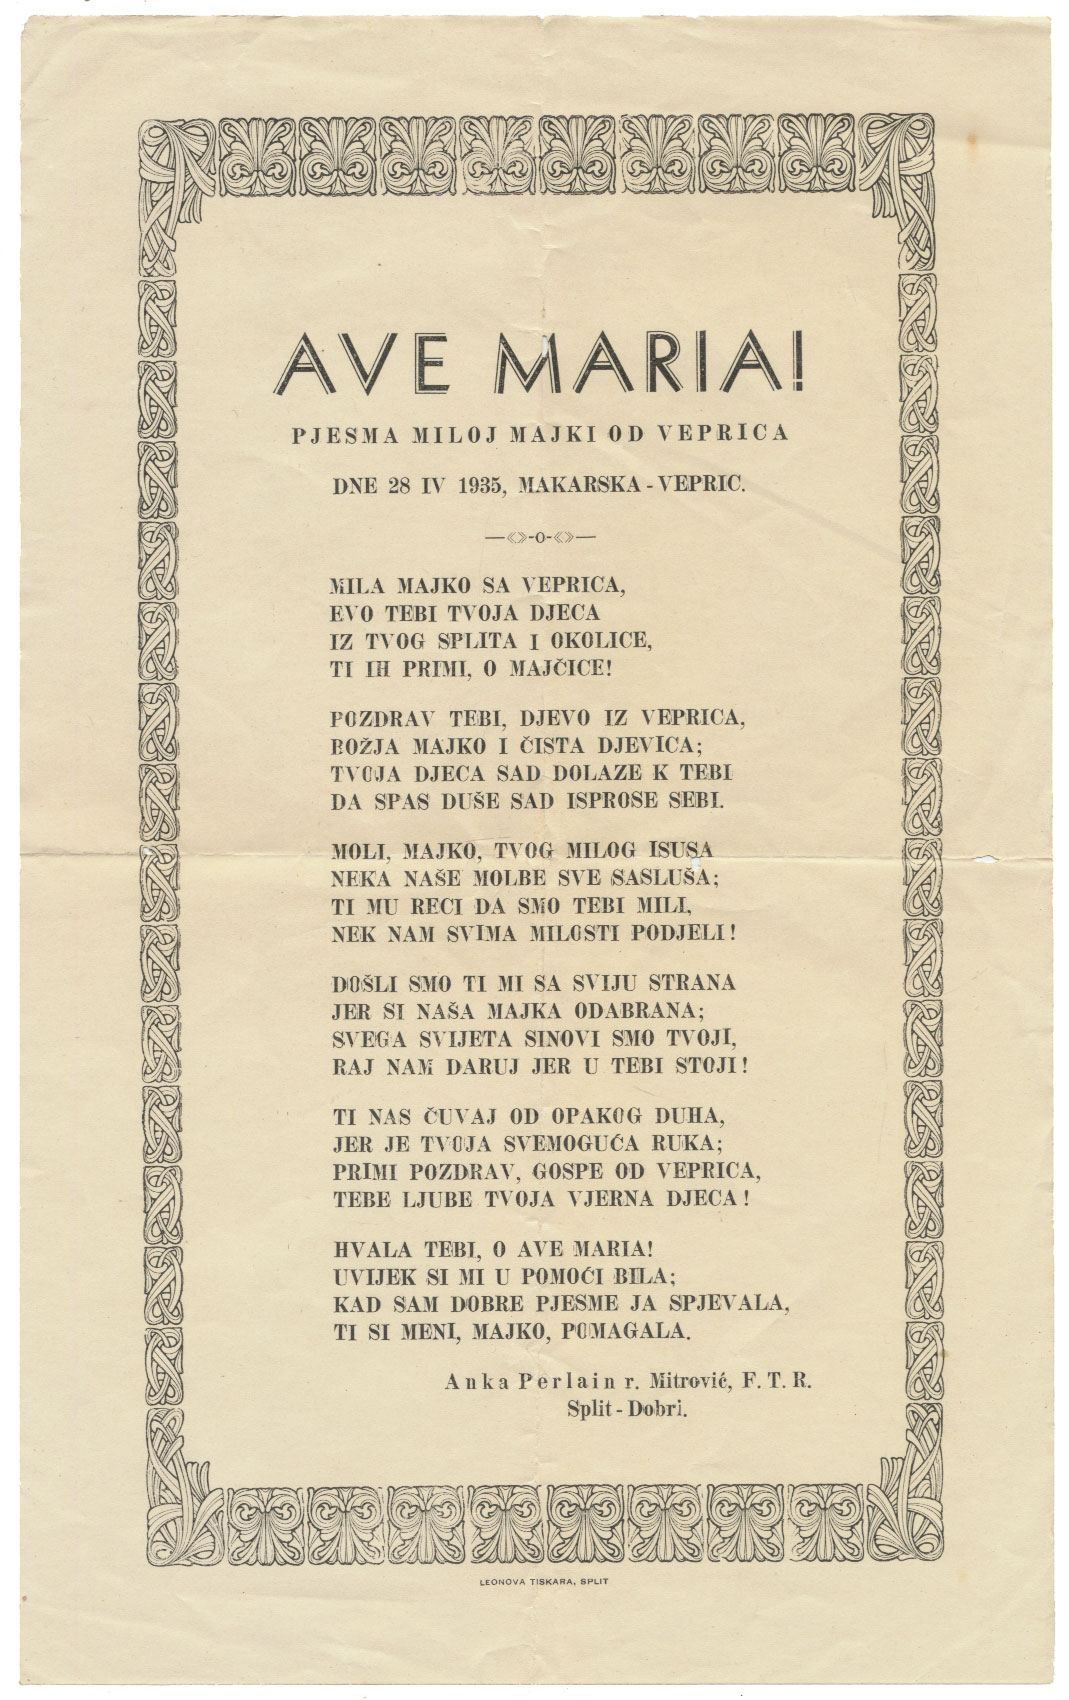 AVE MARIA!
PJESMA MILOJ MAJKI OD VEPRICA
DNE 28 IV 1935, MAKARSKA - VEPRIC.
—«»-o-«»—
MILA MAJKO SA VEPRICA,
EVO TEBI TVOJA DJECA
IZ TVOG SPLITA I OKOLICE,
TI IH PRIMI, O MAJČICE!
POZDRAV TEBI, DJEVO IZ VEPRICA,
BOŽJA MAJKO I ČISTA DJEVICA;
TVOJA DJECA SAD DOLAZE K TEBI
DA SPAS DUŠE SAD ISPROSE SEBI.
MOLI, MAJKO, TVOG MILOG ISUSA
NEKA NAŠE MOLBE SVE SASLUŠA;
TI MU RECI DA SMO TEBI MILI,
NEK NAM SVIMA MILOSTI PODJELI!
DOŠLI SMO TI MI SA SVIJU STRANA
JER SI NAŠA MAJKA ODABRANA;
SVEGA SVIJETA SINOVI SMO TVOJI,
RAJ NAM DARUJ JER U TEBI STOJI!
TI NAS ČUVAJ OD OPAKOG DUHA,
JER JE TVOJA SVEMOGUĆA RUKA;
PRIMI POZDRAV, GOSPE OD VEPRICA,
TEBE LJUBE TVOJA VJERNA DJECA!
HVALA TEBI, O AVE MARIA!
UVIJEK SI MI U POMOĆI BILA;
KAD SAM DOBRE PJESME JA SPJEVALA,
TI SI MENI, MAJKO, POMAGALA.
Anka Perlain r. Mitrović, F. T. R.
Split - Dobri.
LEONOVA TISKARA, SPLIT